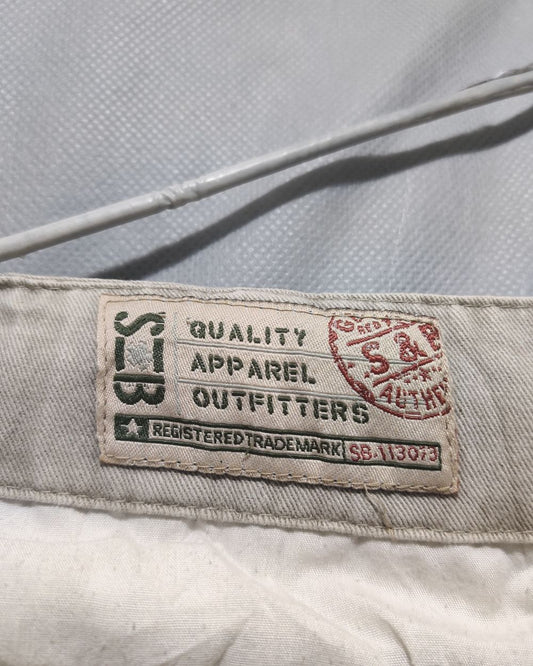 S B
QUALITY
APPAREL
OUTFITTERS
S & B
REGISTERED TRADEMARK
SB.113073